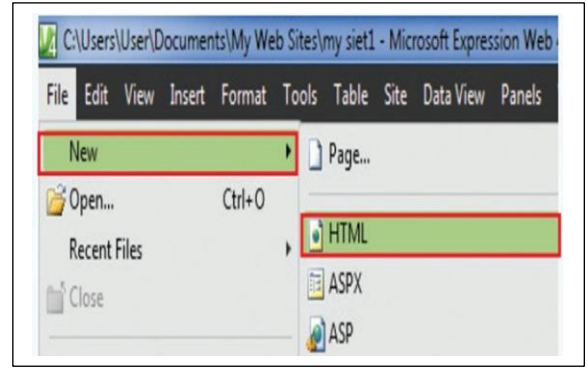 C:\Users\User\Documents\My Web Sites\my siet1 - Microsoft Expression Web 4
File Edit View Insert Format Tools Table Site Data View Panels
New
Page...
Open... Ctrl+O
HTML
Recent Files
ASPX
Close
ASP